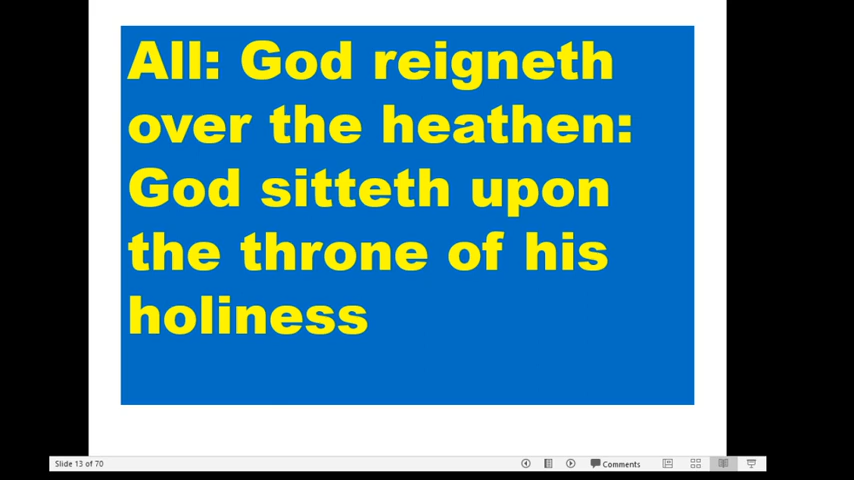 All: God reigneth
over the heathen:
God sitteth upon
the throne of his
holiness
Slide 13 of 70
Comments